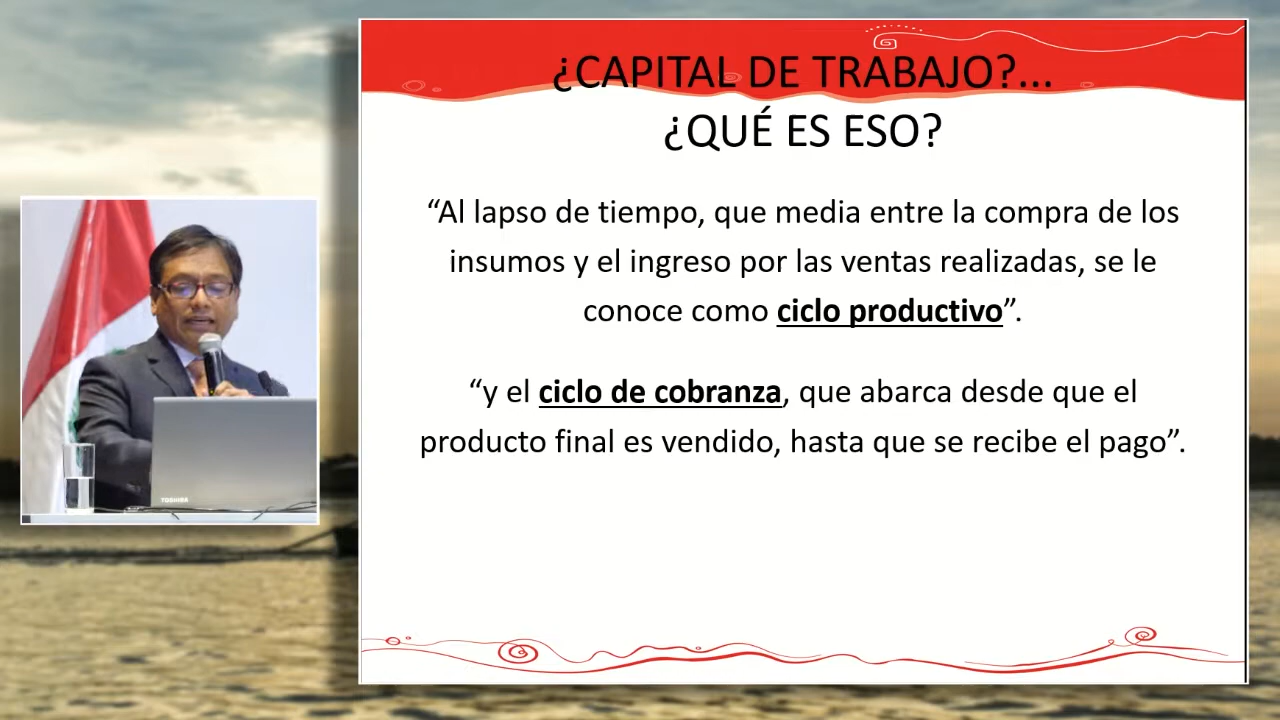 ¿CAPITAL DE TRABAJO?...
¿QUÉ ES ESO?
“Al lapso de tiempo, que media entre la compra de los
insumos y el ingreso por las ventas realizadas, se le
conoce como ciclo productivo”.
“y el ciclo de cobranza, que abarca desde que el
producto final es vendido, hasta que se recibe el pago”.
TOSHIBA